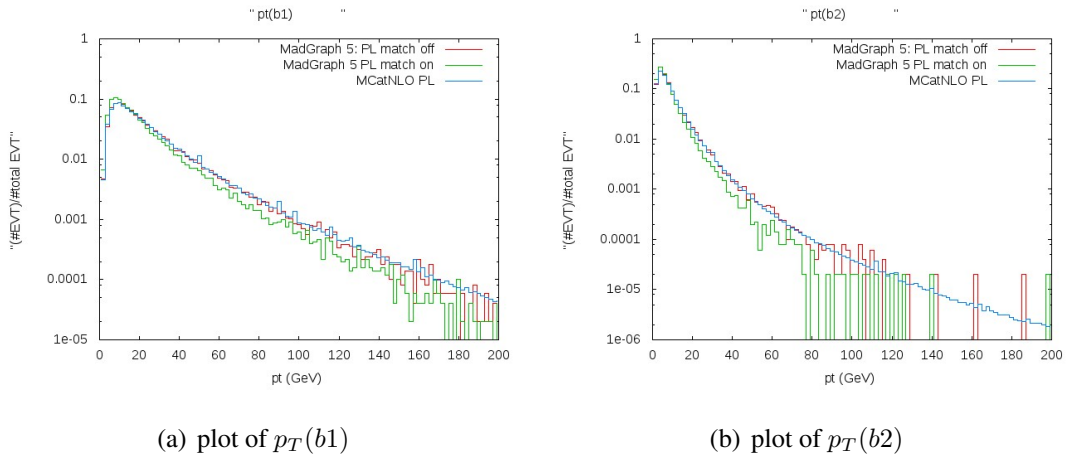 " pt(b1) "
1
0.1
0.01
0.001
0.0001
1e-05
"(#EVT)/#total EVT"
MadGraph 5: PL match off
MadGraph 5 PL match on
MCatNLO PL
0 20 40 60 80 100 120 140 160 180 200
pt (GeV)
(a) plot of p_T(b1)
" pt(b2) "
1
0.1
0.01
0.001
0.0001
1e-05
1e-06
"(#EVT)/#total EVT"
MadGraph 5: PL match off
MadGraph 5 PL match on
MCatNLO PL
0 20 40 60 80 100 120 140 160 180 200
pt (GeV)
(b) plot of p_T(b2)